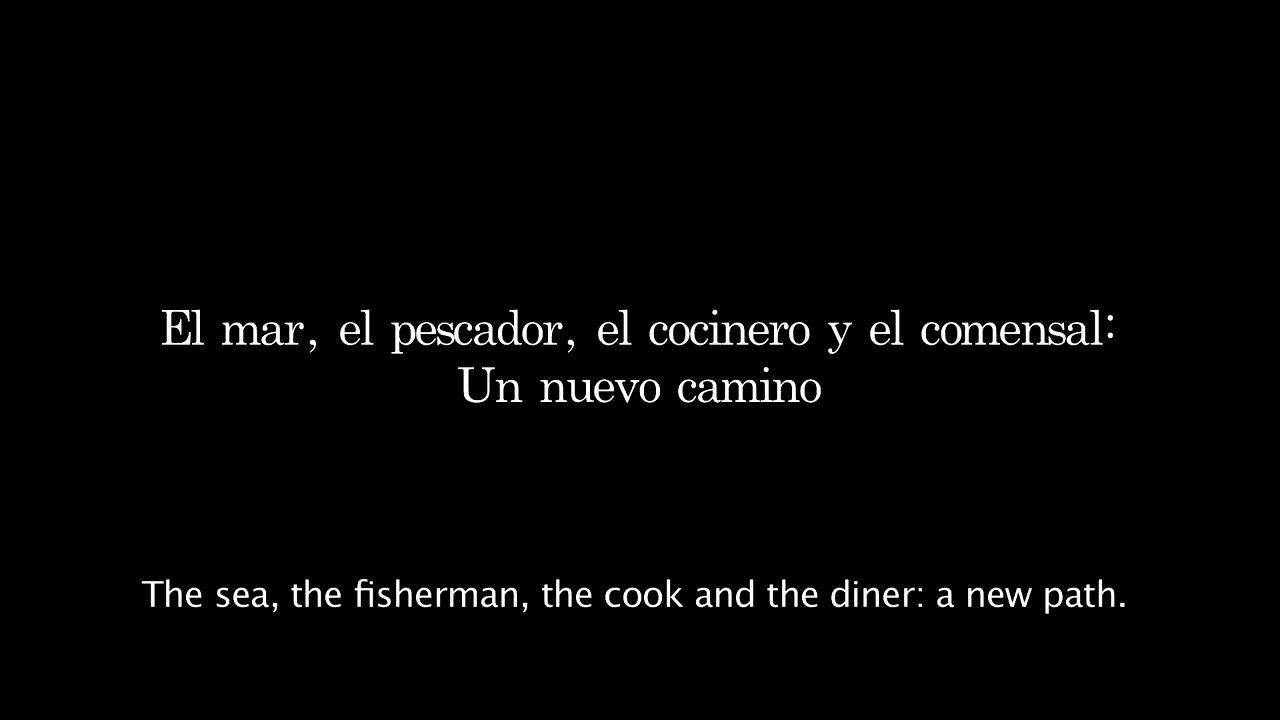 El mar, el pescador, el cocinero y el comensal:
Un nuevo camino
The sea, the fisherman, the cook and the diner: a new path.